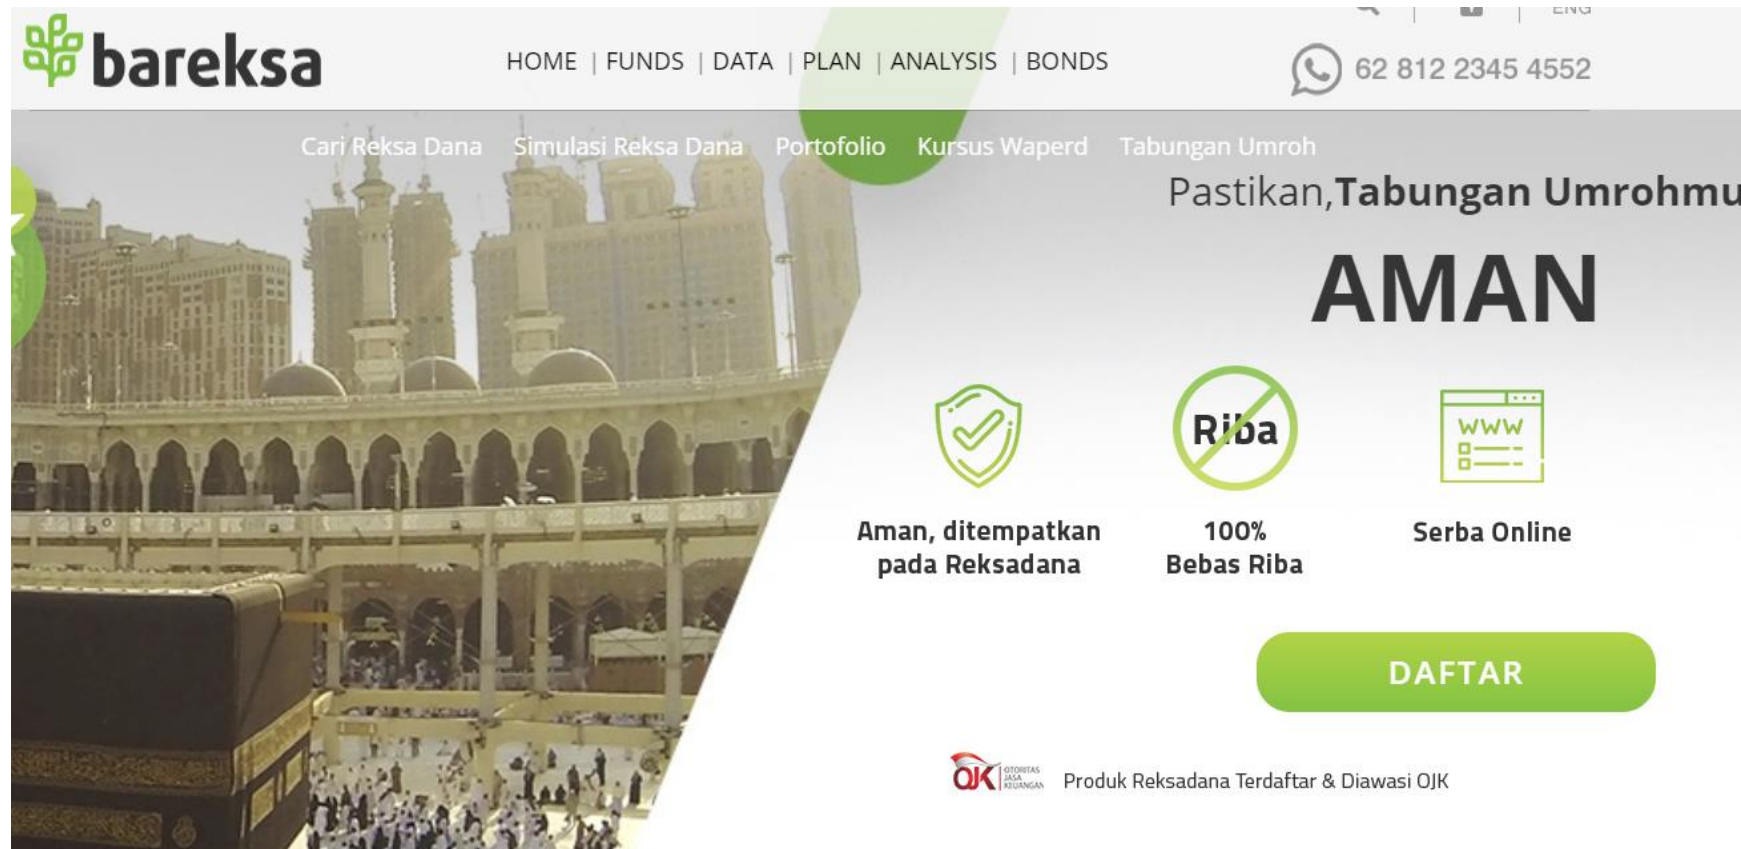 ENG
bareksa
HOME | FUNDS | DATA | PLAN | ANALYSIS | BONDS
62 812 2345 4552
Cari Reksa Dana Simulasi Reksa Dana Portofolio Kursus Waperd Tabungan Umroh
Pastikan,Tabungan Umrohmu
AMAN
Riba
WWW
Aman, ditempatkan
pada Reksadana
100%
Bebas Riba
Serba Online
DAFTAR
OJK
OTORITAS
JASA
KEUANGAN
Produk Reksadana Terdaftar & Diawasi OJK